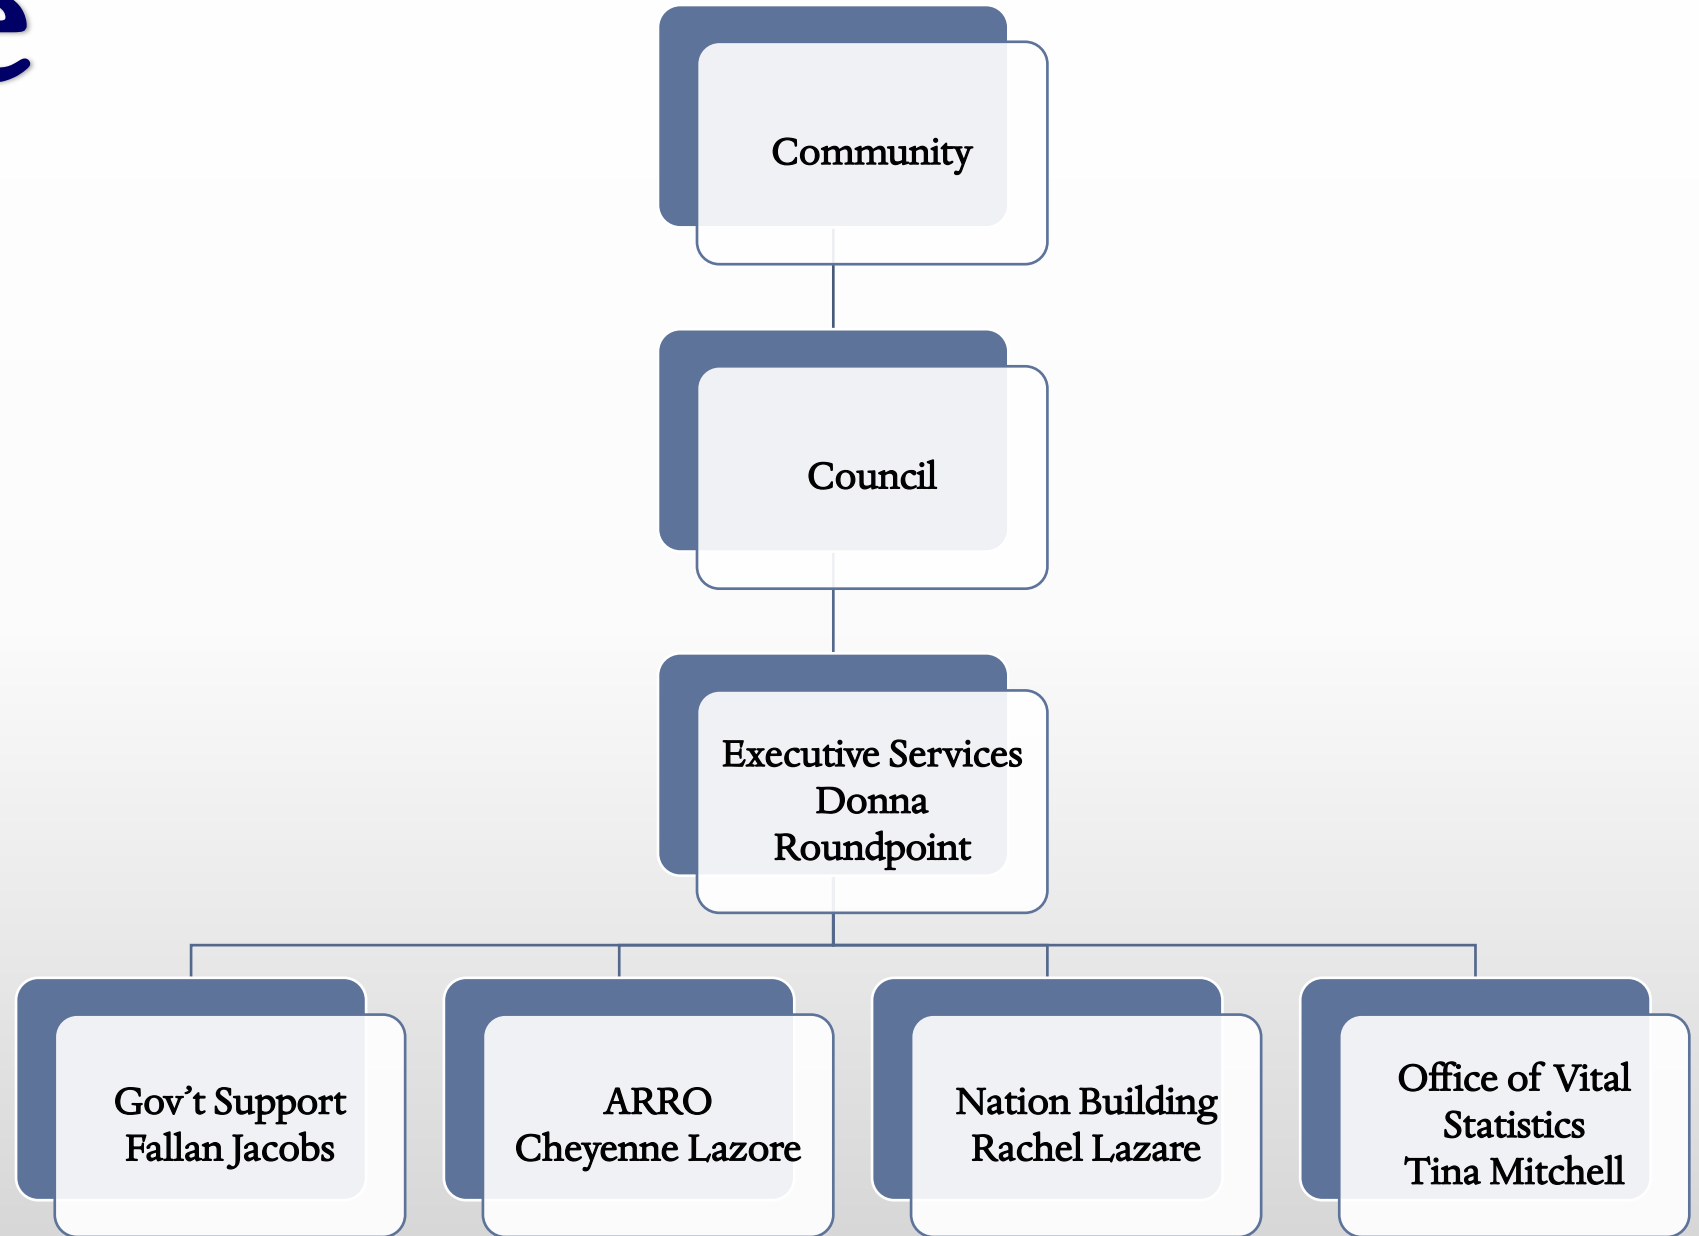 e
Community
Council
Executive Services
Donna
Roundpoint
Gov’t Support
Fallan Jacobs
ARRO
Cheyenne Lazore
Nation Building
Rachel Lazare
Office of Vital
Statistics
Tina Mitchell